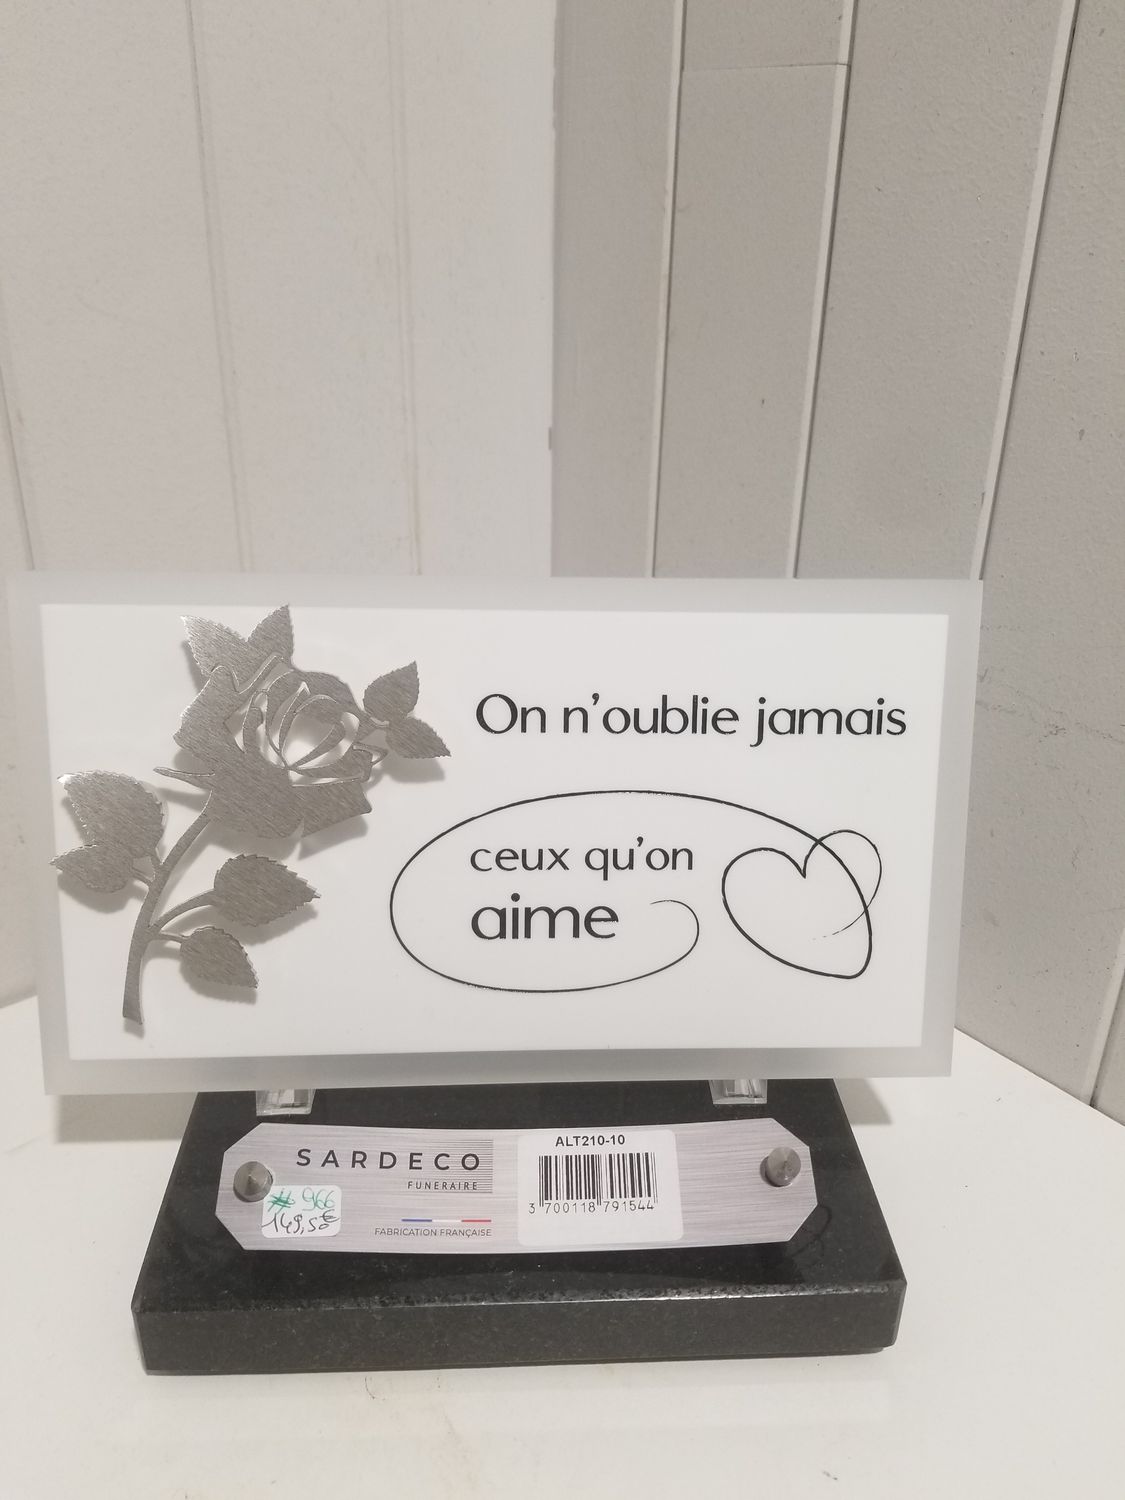 On n'oublie jamais
ceux qu'on
aime
SARDECO
FUNERAIRE
FABRICATION FRANÇAISE
# 966
149,50€
ALT210-10
3 700118 791544